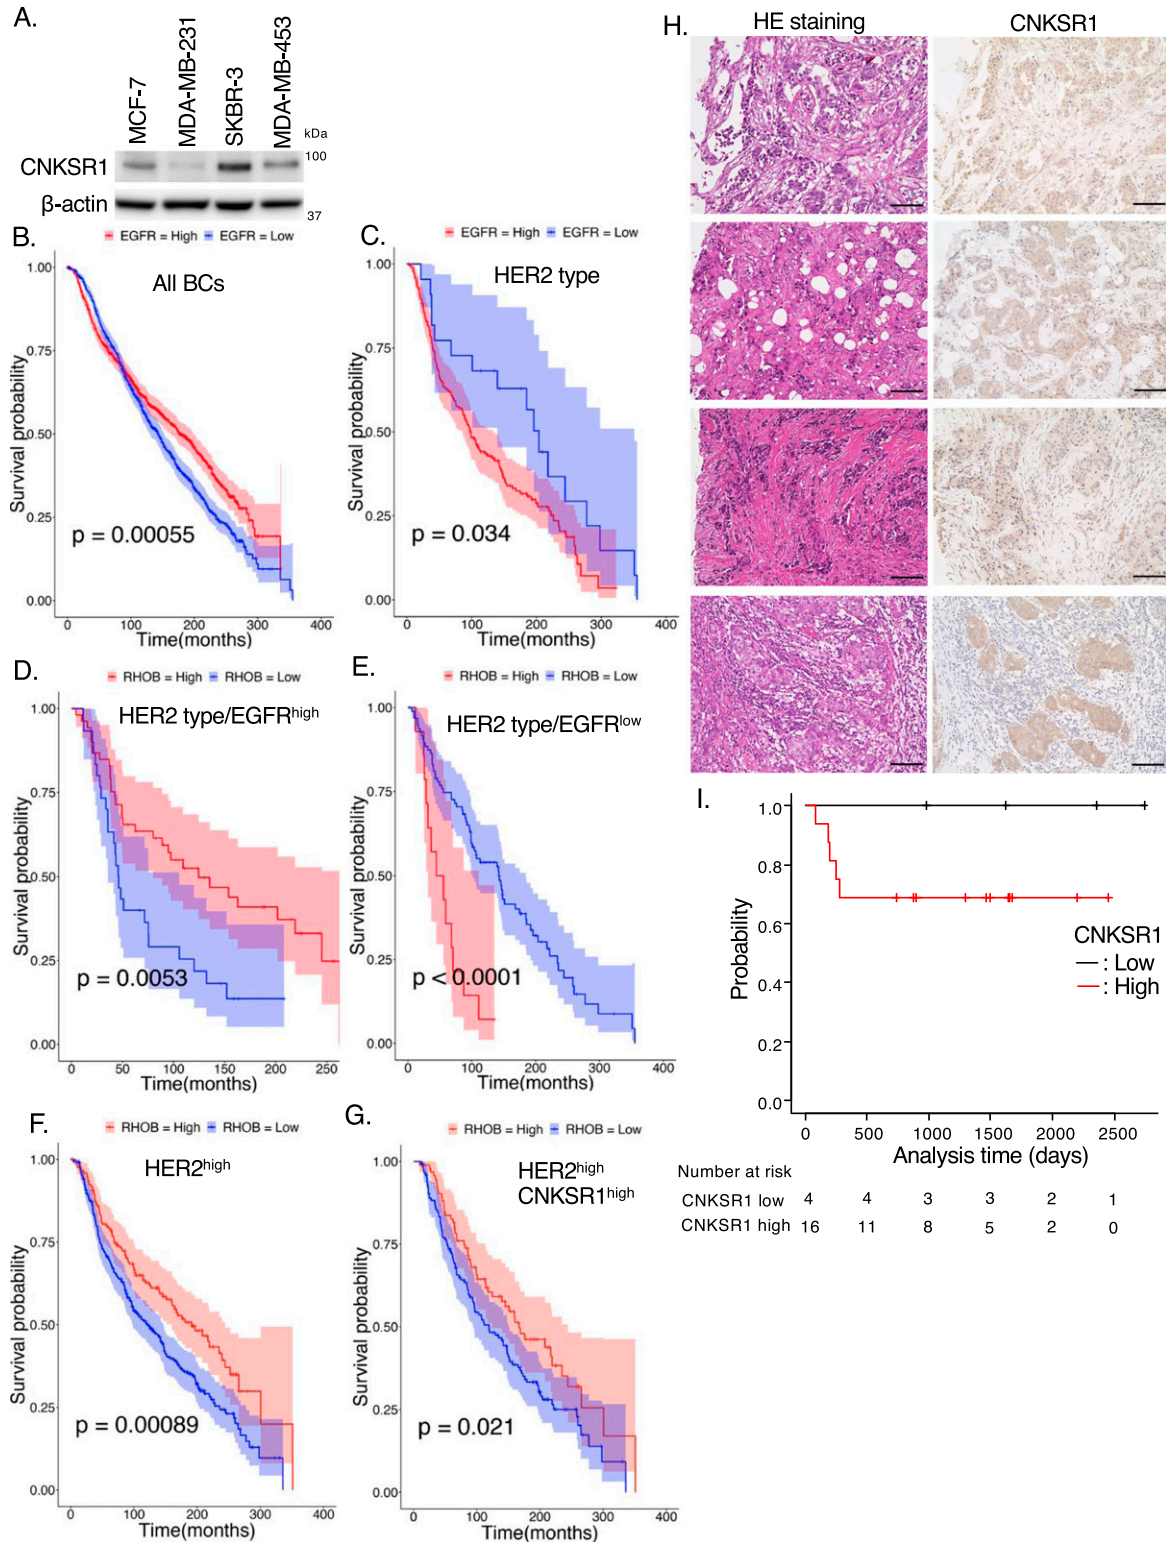 A.
MCF-7
MDA-MB-231
SKBR-3
MDA-MB-453
kDa
CNKSR1
100
β-actin
37
B.
EGFR = High EGFR = Low
All BCs
Survival probability
1.00
0.75
0.50
0.25
0.00
p = 0.00055
0 100 200 300 400
Time(months)
C.
EGFR = High EGFR = Low
HER2 type
Survival probability
1.00
0.75
0.50
0.25
0.00
p = 0.034
0 100 200 300 400
Time(months)
D.
RHOB = High RHOB = Low
HER2 type/EGFRhigh
Survival probability
1.00
0.75
0.50
0.25
0.00
p = 0.0053
0 50 100 150 200 250
Time(months)
E.
RHOB = High RHOB = Low
HER2 type/EGFRlow
Survival probability
1.00
0.75
0.50
0.25
0.00
p < 0.0001
0 100 200 300 400
Time(months)
F.
RHOB = High RHOB = Low
HER2high
Survival probability
1.00
0.75
0.50
0.25
0.00
p = 0.00089
0 100 200 300 400
Time(months)
G.
RHOB = High RHOB = Low
HER2high
CNKSR1high
Survival probability
1.00
0.75
0.50
0.25
0.00
p = 0.021
0 100 200 300 400
Time(months)
H.
HE staining
CNKSR1
I.
Probability
1.0
0.8
0.6
0.4
0.2
0.0
CNKSR1
: Low
: High
0 500 1000 1500 2000 2500
Analysis time (days)
Number at risk
CNKSR1 low 4 4 3 3 2 1
CNKSR1 high 16 11 8 5 2 0